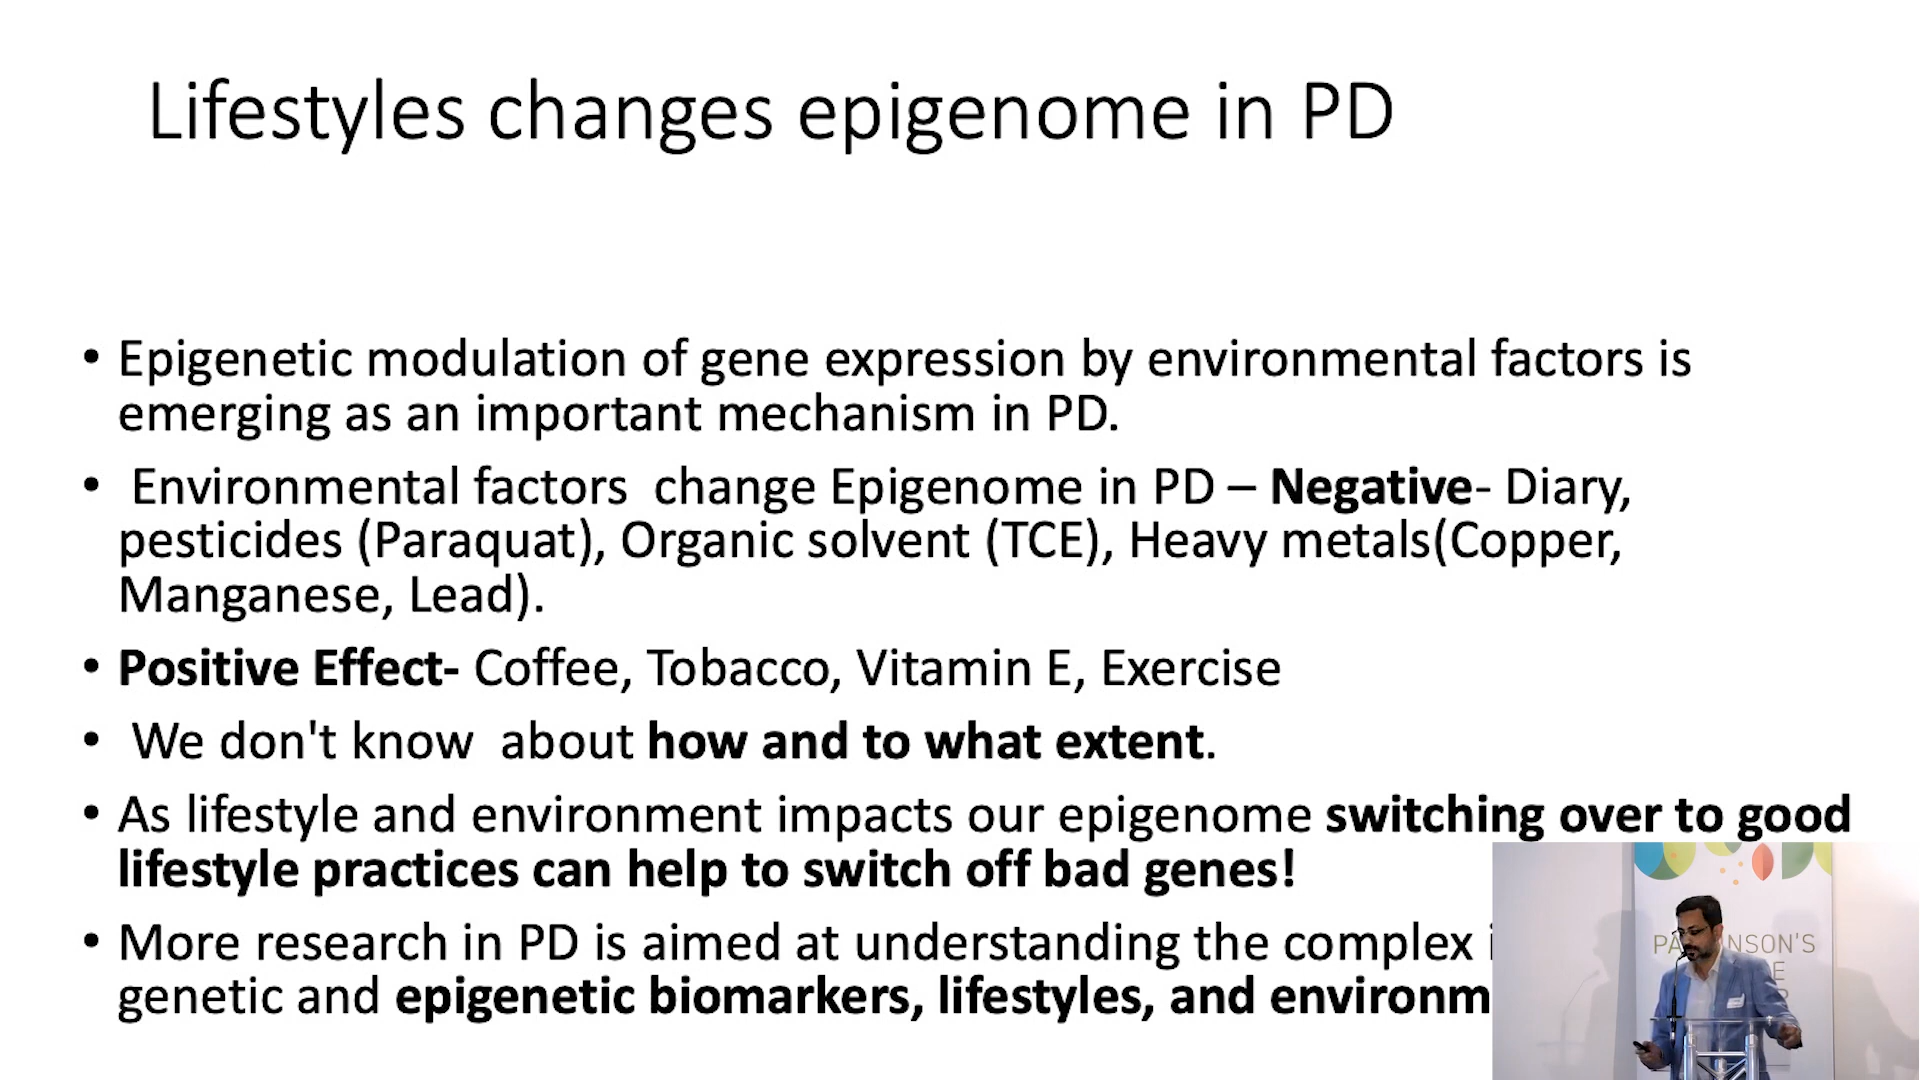 Lifestyles changes epigenome in PD
• Epigenetic modulation of gene expression by environmental factors is
emerging as an important mechanism in PD.
• Environmental factors  change Epigenome in PD – Negative- Diary,
pesticides (Paraquat), Organic solvent (TCE), Heavy metals(Copper,
Manganese, Lead).
• Positive Effect- Coffee, Tobacco, Vitamin E, Exercise
• We don't know  about how and to what extent.
• As lifestyle and environment impacts our epigenome switching over to good
lifestyle practices can help to switch off bad genes!
• More research in PD is aimed at understanding the complex
genetic and epigenetic biomarkers, lifestyles, and